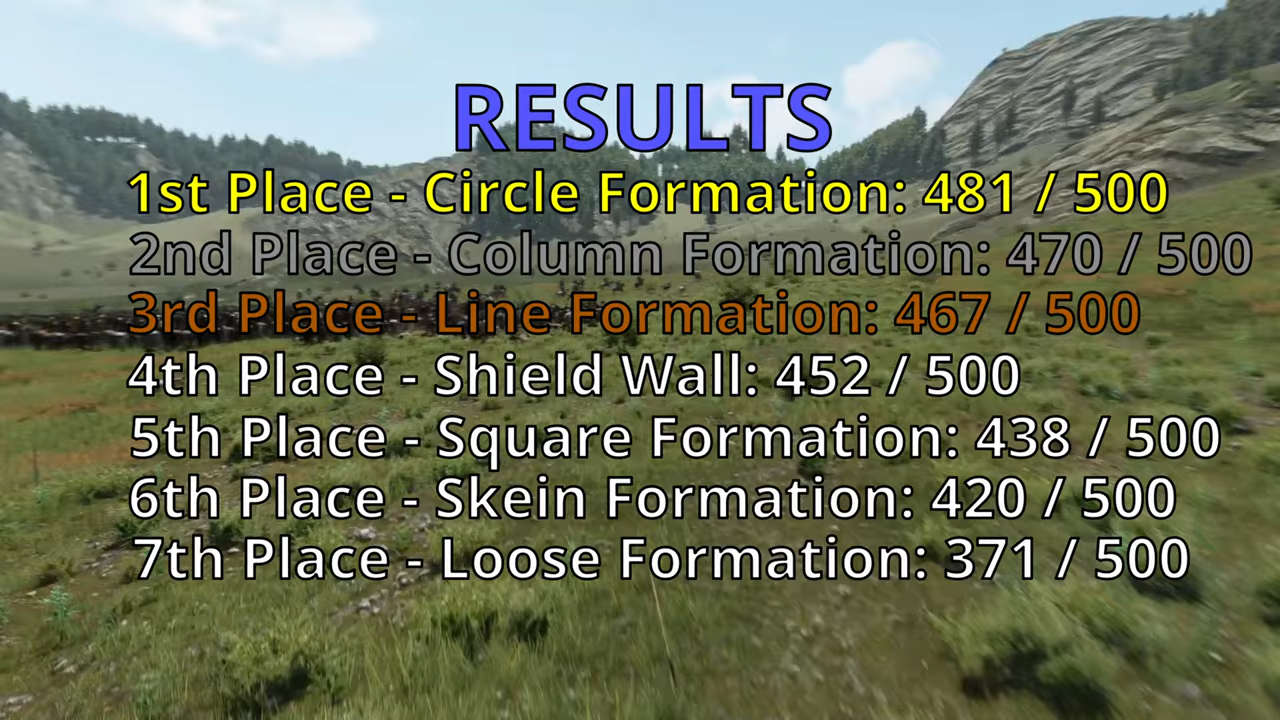 RESULTS
1st Place - Circle Formation: 481 / 500
2nd Place - Column Formation: 470 / 500
3rd Place - Line Formation: 467 / 500
4th Place - Shield Wall: 452 / 500
5th Place - Square Formation: 438 / 500
6th Place - Skein Formation: 420 / 500
7th Place - Loose Formation: 371 / 500